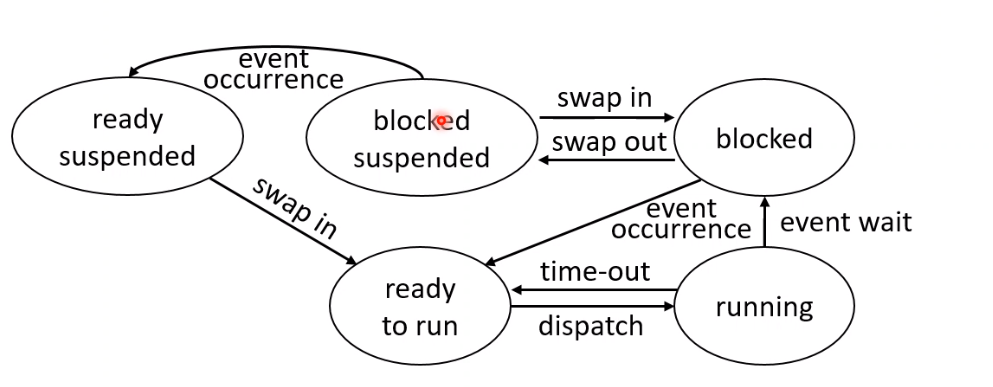 event
occurrence
ready
suspended
blocked
suspended
swap in
swap out
blocked
swap in
event
occurrence
event wait
ready
to run
time-out
dispatch
running